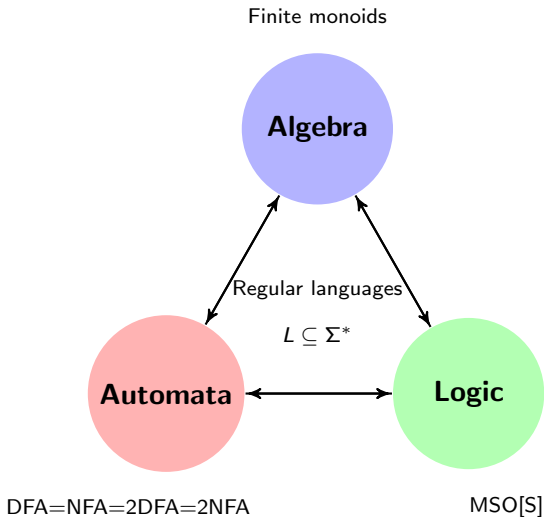 Finite monoids
Algebra
Regular languages
L ⊆ Σ*
Automata
Logic
DFA=NFA=2DFA=2NFA
MSO[S]